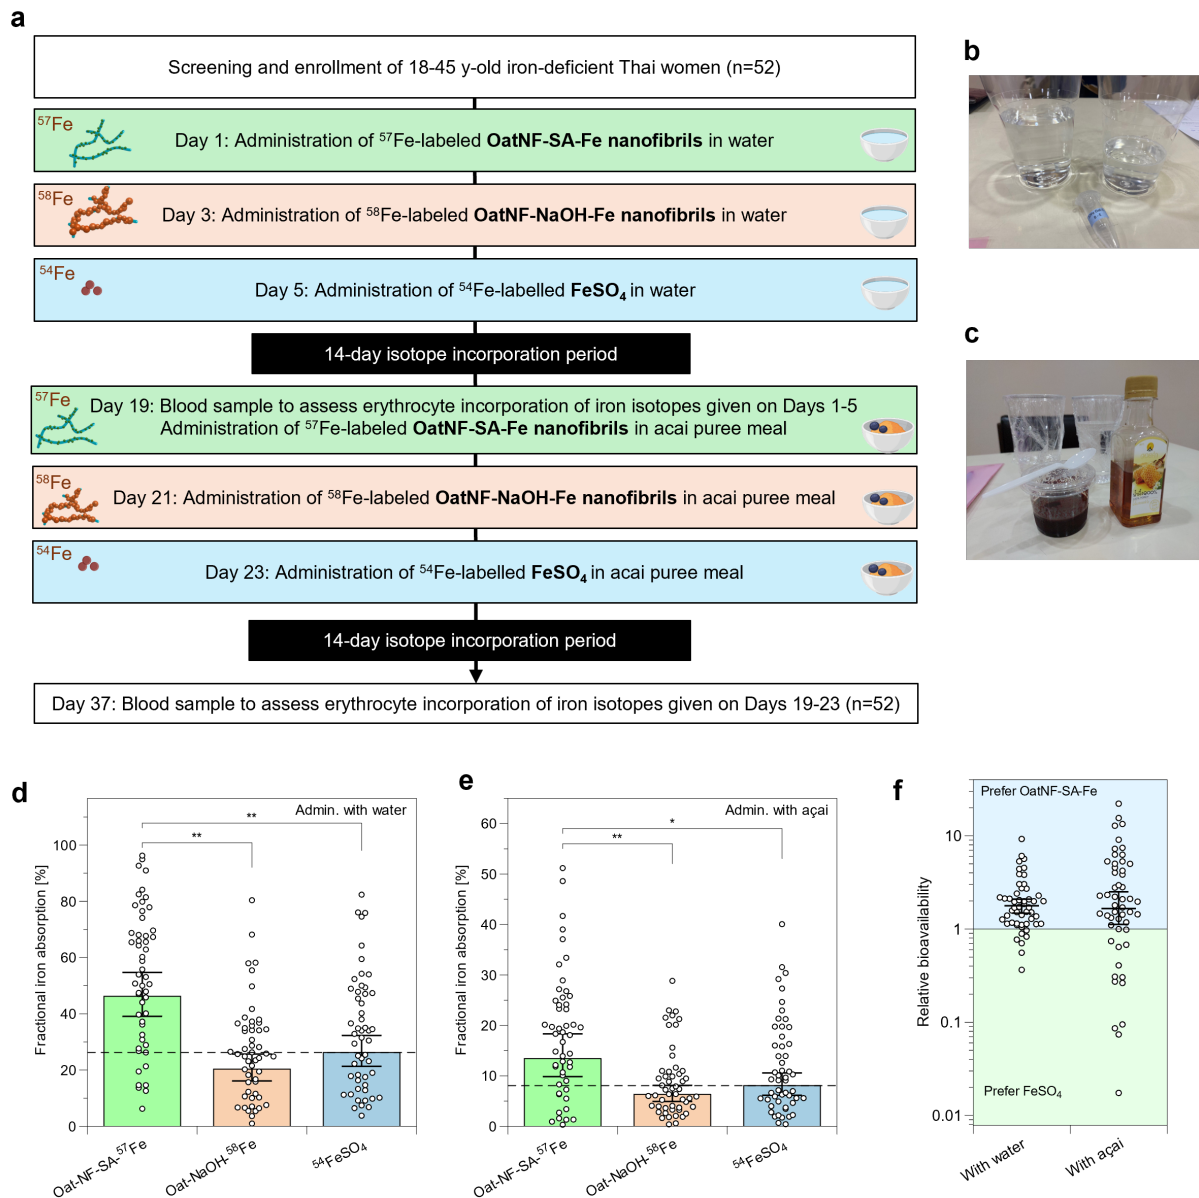 a
Screening and enrollment of 18-45 y-old iron-deficient Thai women (n=52)
⁵⁷Fe
Day 1: Administration of ⁵⁷Fe-labeled OatNF-SA-Fe nanofibrils in water
⁵⁸Fe
Day 3: Administration of ⁵⁸Fe-labeled OatNF-NaOH-Fe nanofibrils in water
⁵⁴Fe
Day 5: Administration of ⁵⁴Fe-labelled FeSO₄ in water
14-day isotope incorporation period
⁵⁷Fe
Day 19: Blood sample to assess erythrocyte incorporation of iron isotopes given on Days 1-5
Administration of ⁵⁷Fe-labeled OatNF-SA-Fe nanofibrils in acai puree meal
⁵⁸Fe
Day 21: Administration of ⁵⁸Fe-labeled OatNF-NaOH-Fe nanofibrils in acai puree meal
⁵⁴Fe
Day 23: Administration of ⁵⁴Fe-labelled FeSO₄ in acai puree meal
14-day isotope incorporation period
Day 37: Blood sample to assess erythrocyte incorporation of iron isotopes given on Days 19-23 (n=52)
b
c
d
Admin. with water
**
**
Fractional iron absorption [%]
100
80
60
40
20
0
Oat-NF-SA-⁵⁷Fe
Oat-NaOH-⁵⁸Fe
⁵⁴FeSO₄
e
Admin. with açai
*
**
Fractional iron absorption [%]
60
50
40
30
20
10
0
Oat-NF-SA-⁵⁷Fe
Oat-NaOH-⁵⁸Fe
⁵⁴FeSO₄
f
Prefer OatNF-SA-Fe
Relative bioavailability
10
1
0.1
0.01
Prefer FeSO₄
With water
With açai